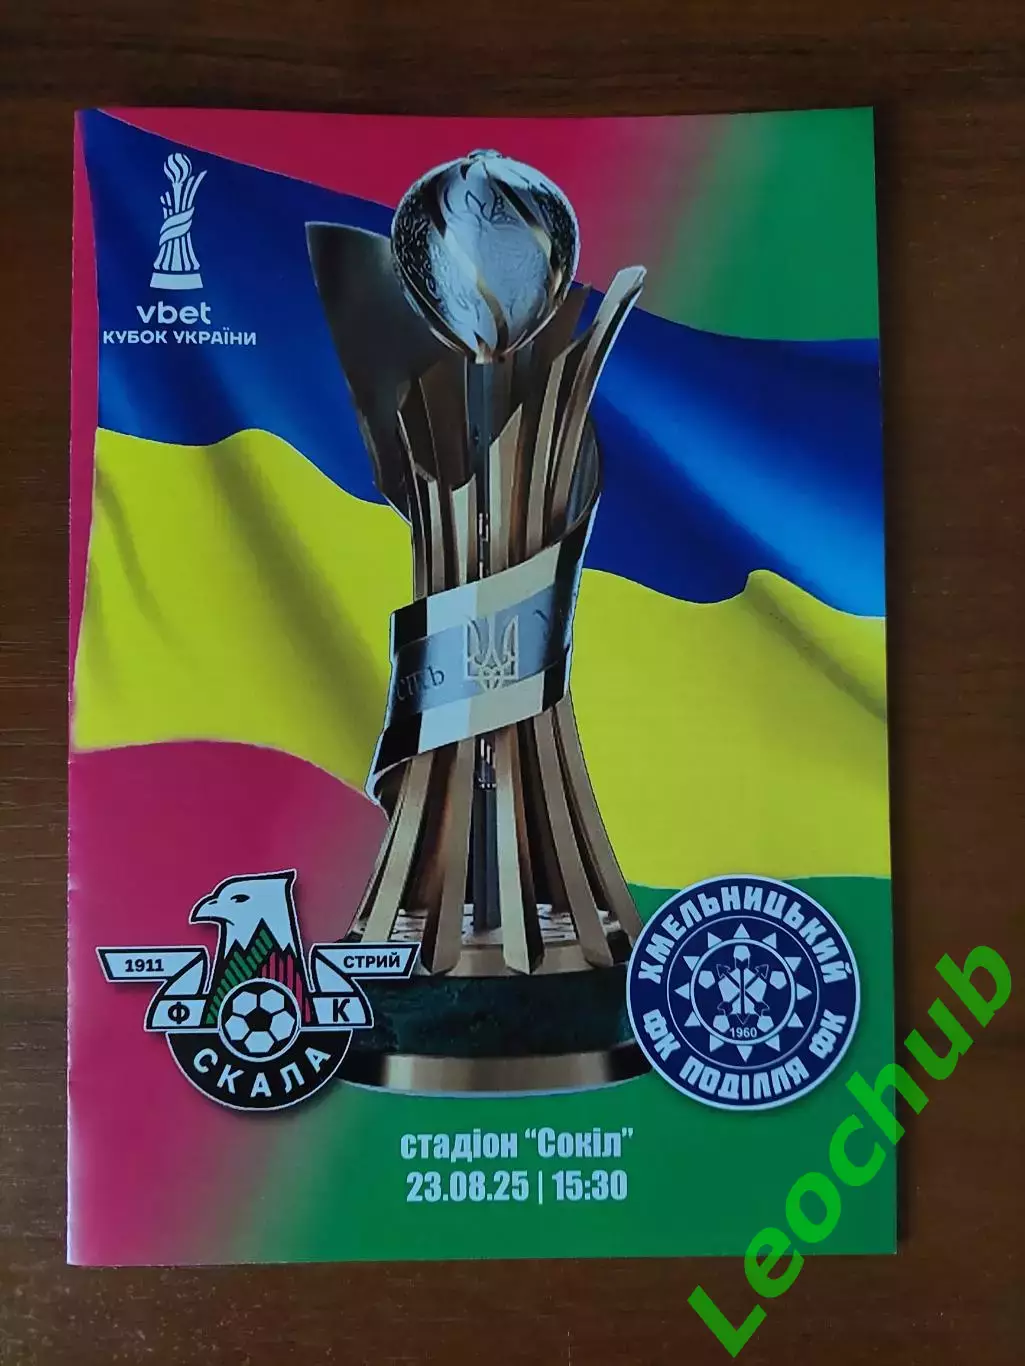 vbet
КУБОК УКРАЇНИ
1911
СТРИЙ
Ф К
СКАЛА
ХМЕЛЬНИЦЬКИЙ
1960
ФК ПОДІЛЛЯ ФК
стадіон "Сокіл"
23.08.25 | 15:30
Leochub